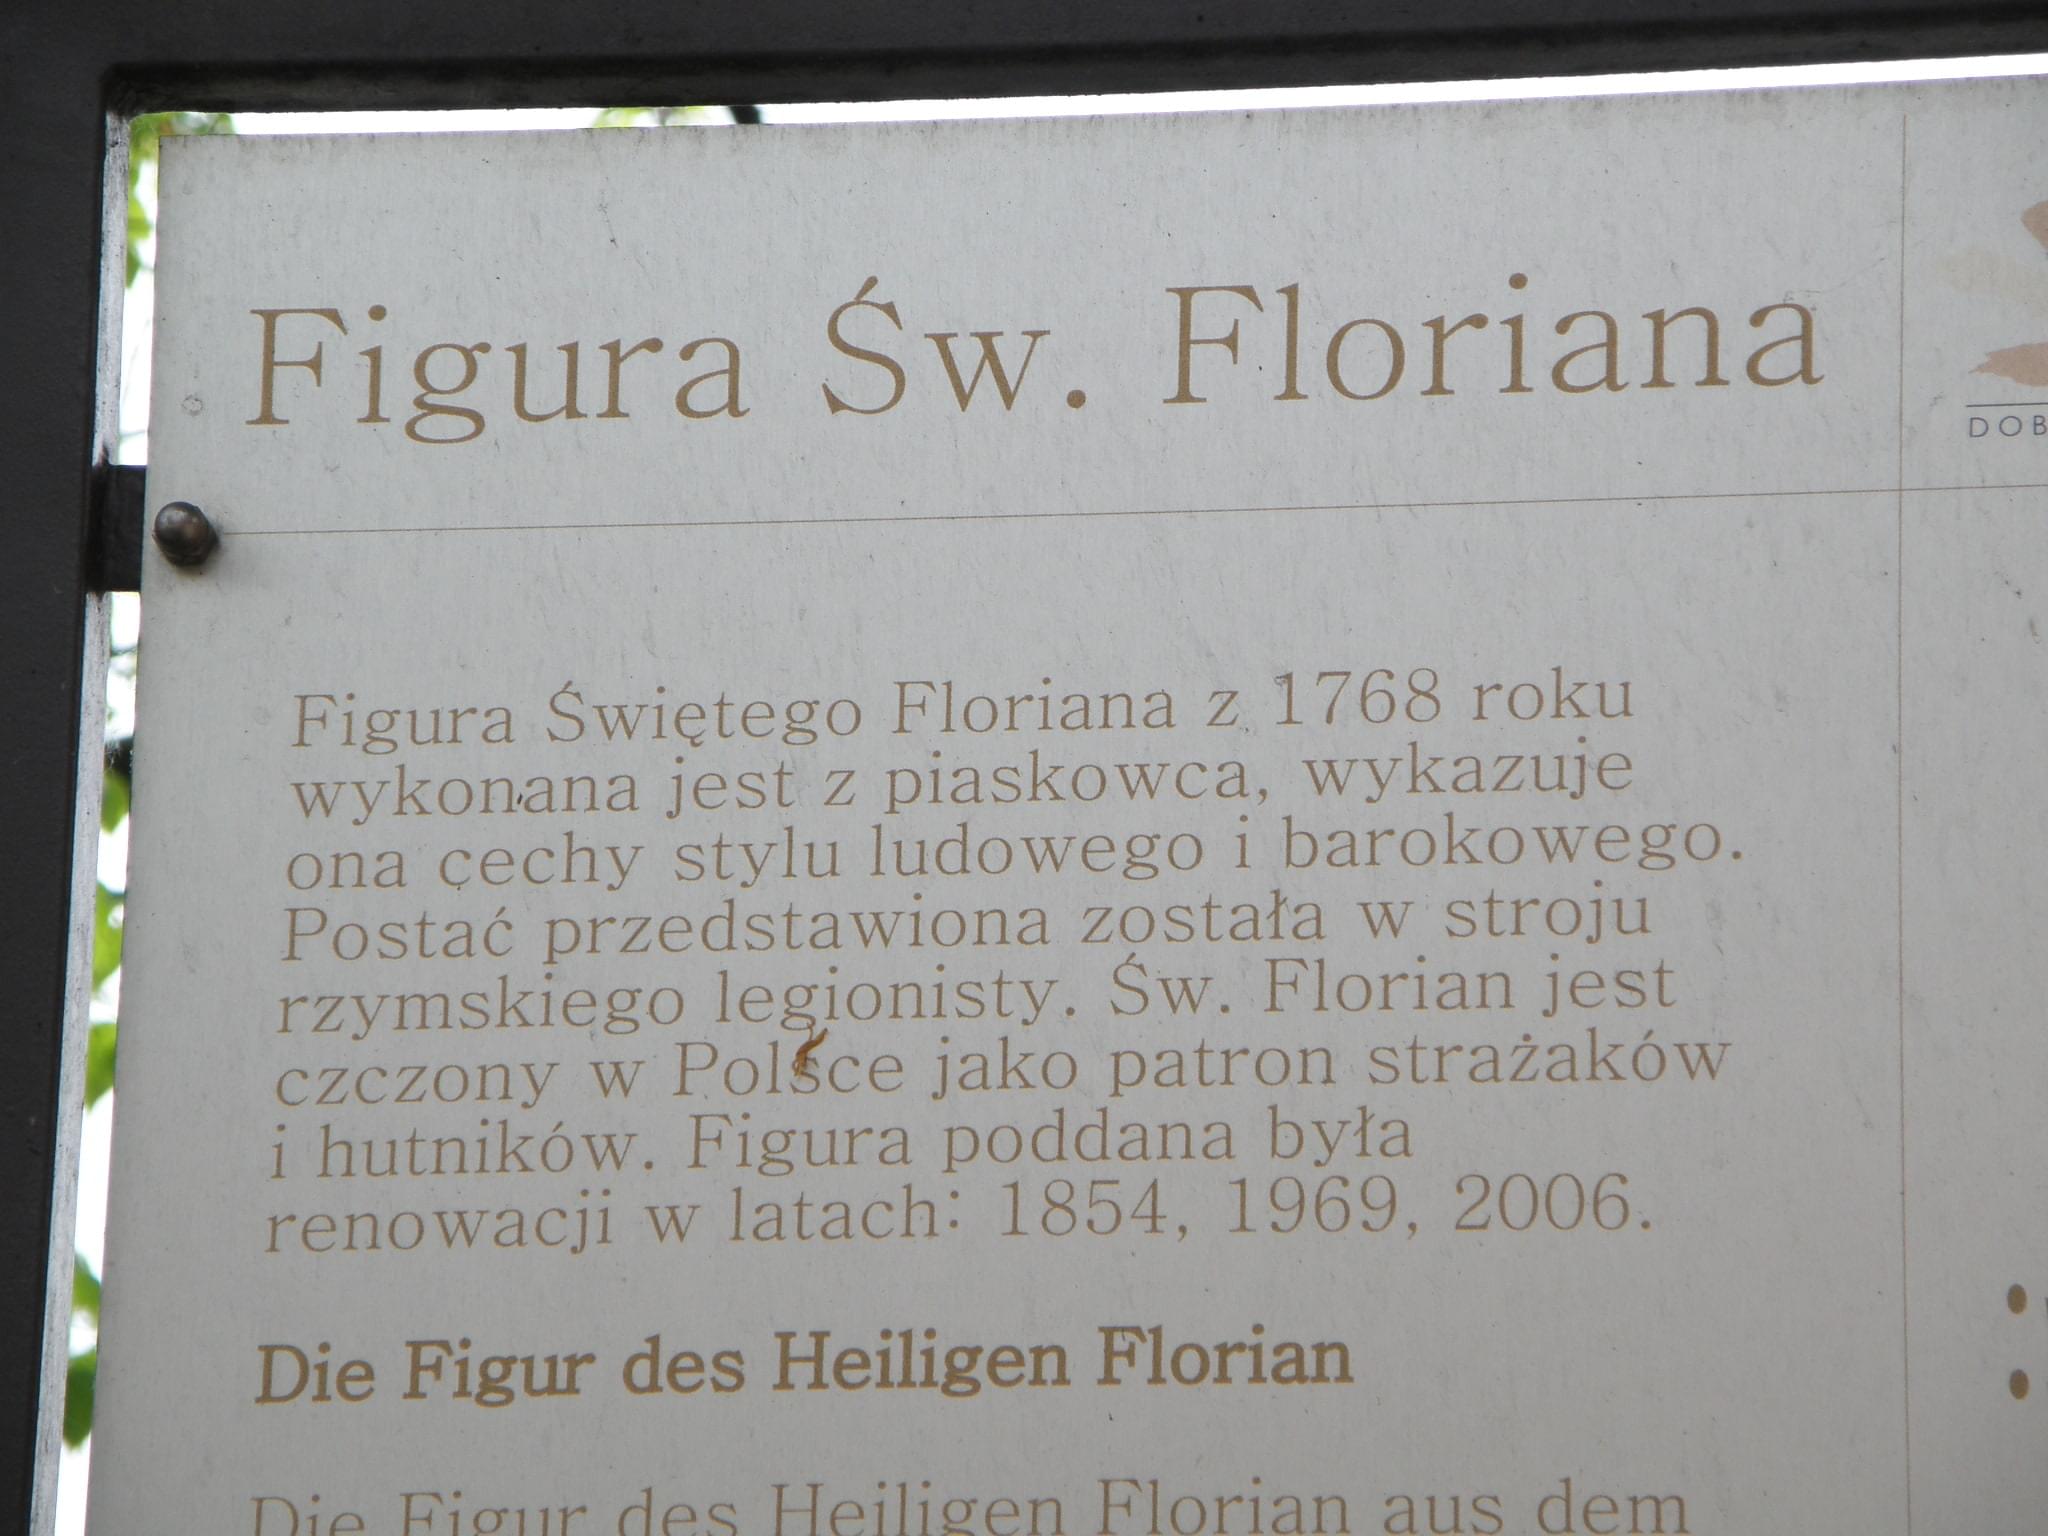 Figura Św. Floriana
DOB
Figura Świętego Floriana z 1768 roku
wykonana jest z piaskowca, wykazuje
ona cechy stylu ludowego i barokowego.
Postać przedstawiona została w stroju
rzymskiego legionisty. Św. Florian jest
czczony w Polsce jako patron strażaków
i hutników. Figura poddana była
renowacji w latach: 1854, 1969, 2006.
Die Figur des Heiligen Florian
Die Figur des Heiligen Florian aus dem